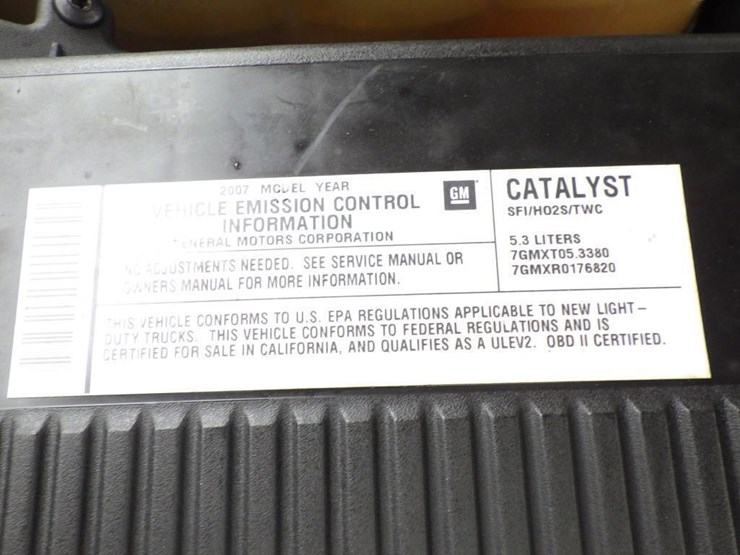 2007 MODEL YEAR
VEHICLE EMISSION CONTROL
INFORMATION
GENERAL MOTORS CORPORATION
GM
NO ADJUSTMENTS NEEDED. SEE SERVICE MANUAL OR
OWNERS MANUAL FOR MORE INFORMATION.
CATALYST
SFI/HO2S/TWC
5.3 LITERS
7GMXT05.3380
7GMXR0176820
THIS VEHICLE CONFORMS TO U.S. EPA REGULATIONS APPLICABLE TO NEW LIGHT-
DUTY TRUCKS. THIS VEHICLE CONFORMS TO FEDERAL REGULATIONS AND IS
CERTIFIED FOR SALE IN CALIFORNIA, AND QUALIFIES AS A ULEV2. OBD II CERTIFIED.